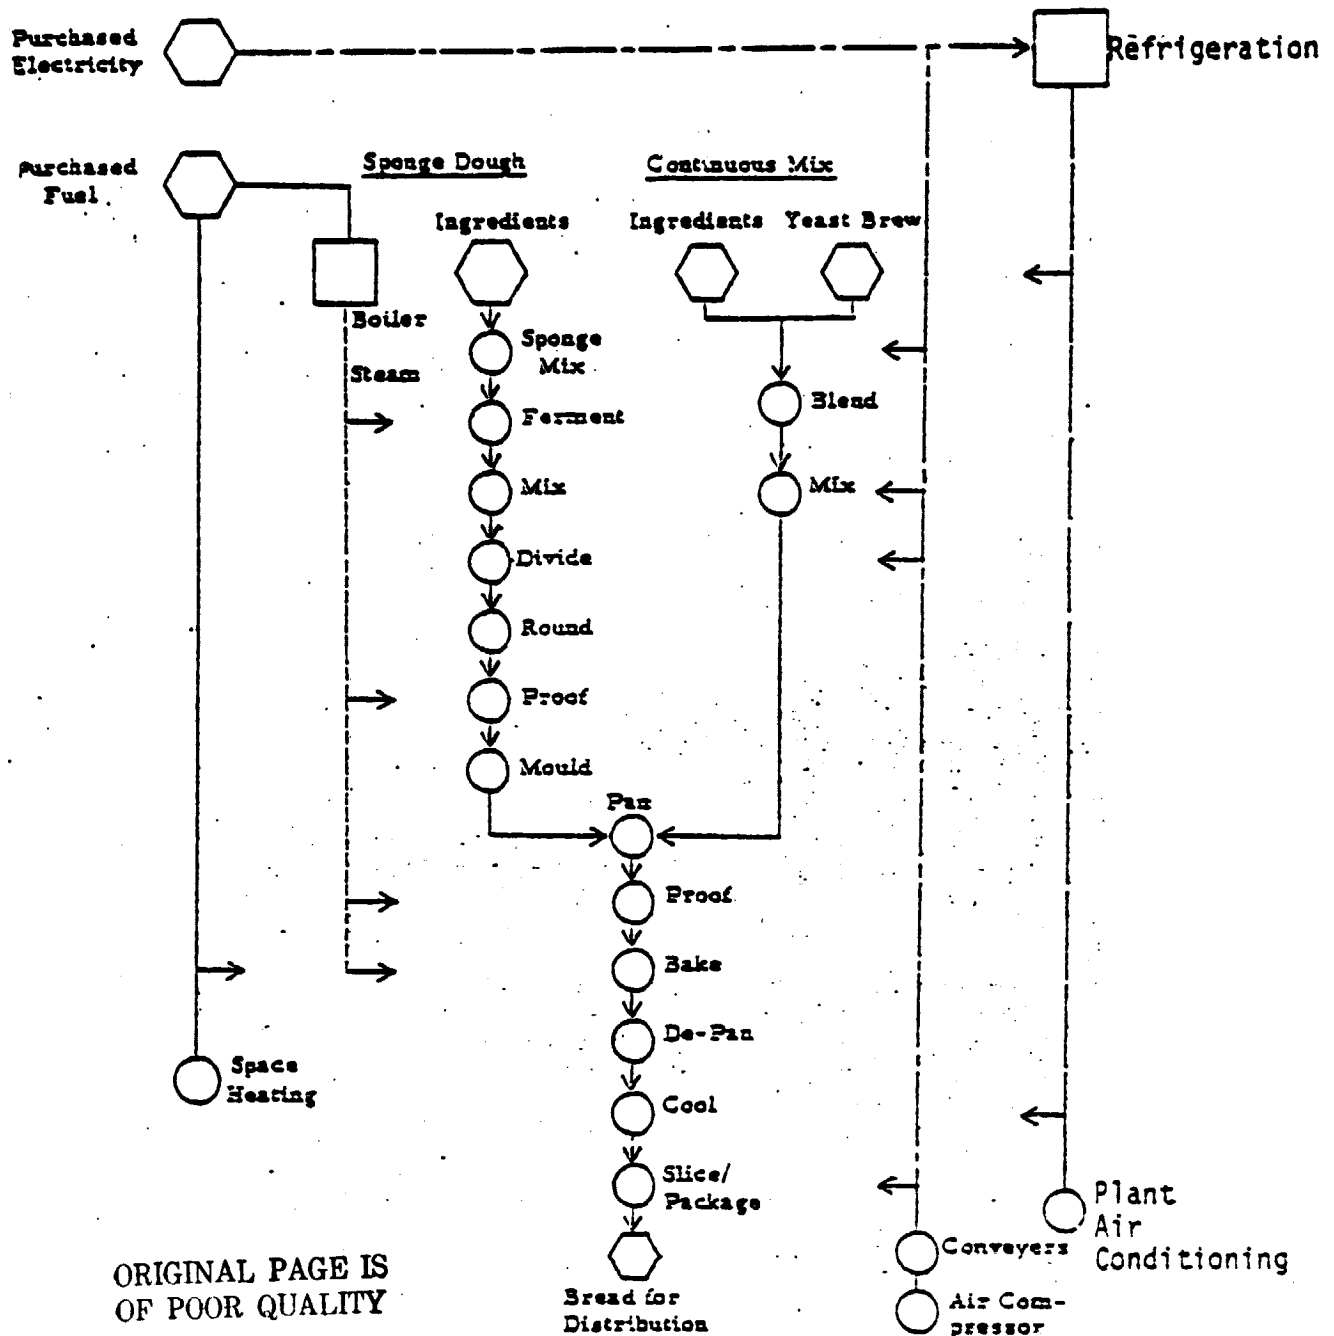 Purchased
Electricity
Refrigeration
Purchased
Fuel
Sponge Dough
Continuous Mix
Ingredients
Ingredients
Yeast Brew
Boiler
Steam
Sponge
Mix
Ferment
Mix
Divide
Round
Proof
Mould
Blend
Mix
Pan
Proof
Bake
De-Pan
Cool
Slice/
Package
Space
Heating
Plant
Air
Conditioning
Conveyers
Air Com-
pressor
Bread for
Distribution
ORIGINAL PAGE IS
OF POOR QUALITY